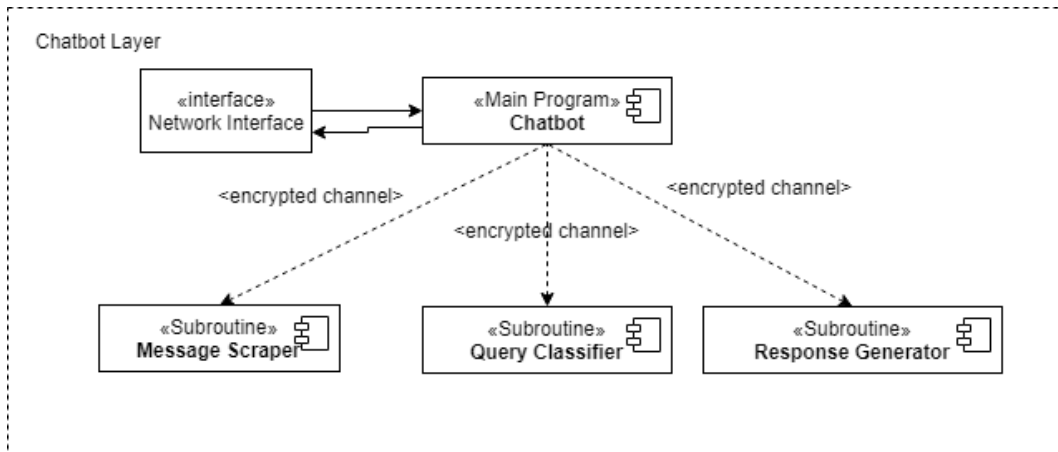 Chatbot Layer
«interface»
Network Interface
«Main Program»
Chatbot
<encrypted channel>
<encrypted channel>
<encrypted channel>
«Subroutine»
Message Scraper
«Subroutine»
Query Classifier
«Subroutine»
Response Generator